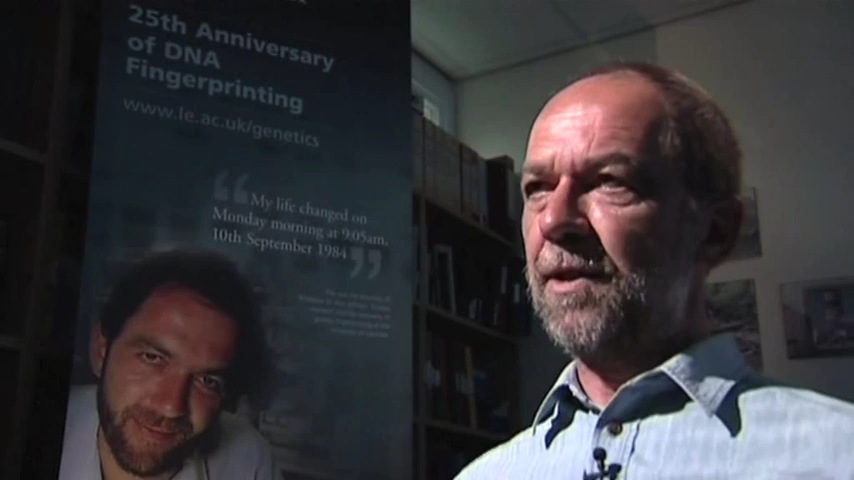 25th Anniversary
of DNA
Fingerprinting
www.le.ac.uk/genetics
“My life changed on
Monday morning at 9:05am,
10th September 1984”